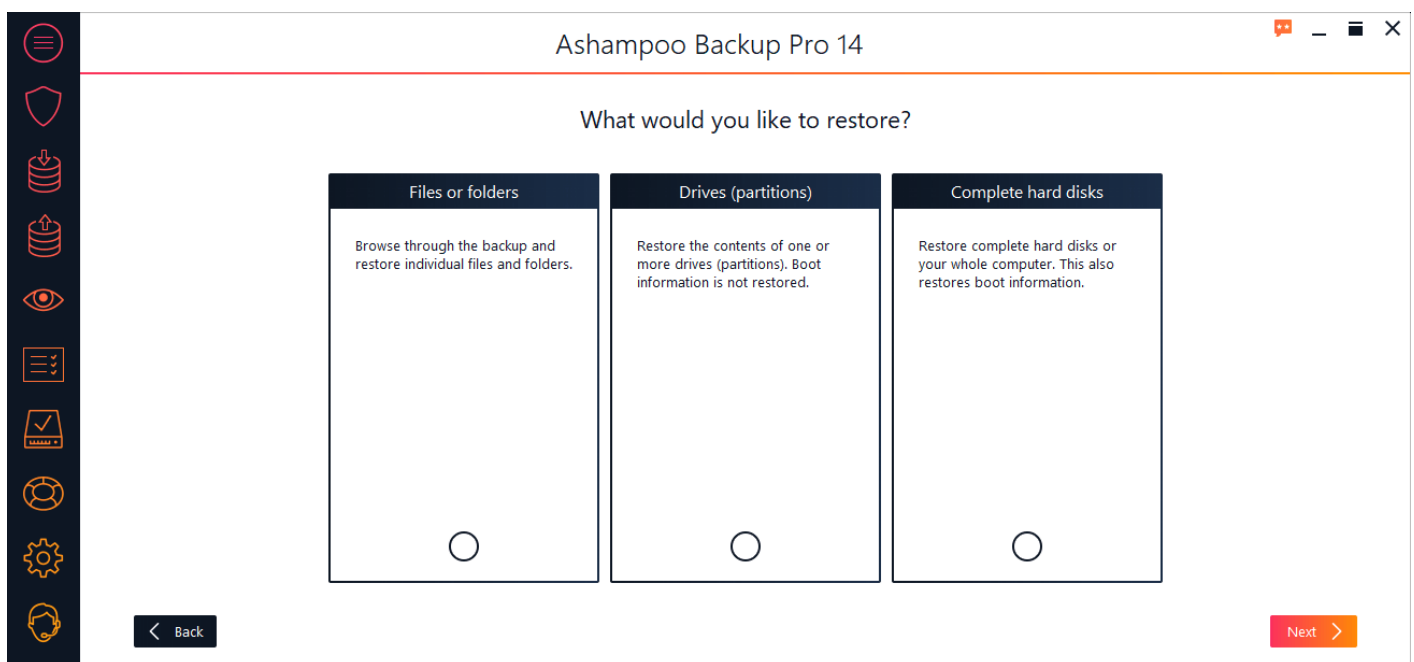 Ashampoo Backup Pro 14
What would you like to restore?
Files or folders
Browse through the backup and
restore individual files and folders.
Drives (partitions)
Restore the contents of one or
more drives (partitions). Boot
information is not restored.
Complete hard disks
Restore complete hard disks or
your whole computer. This also
restores boot information.
Back
Next